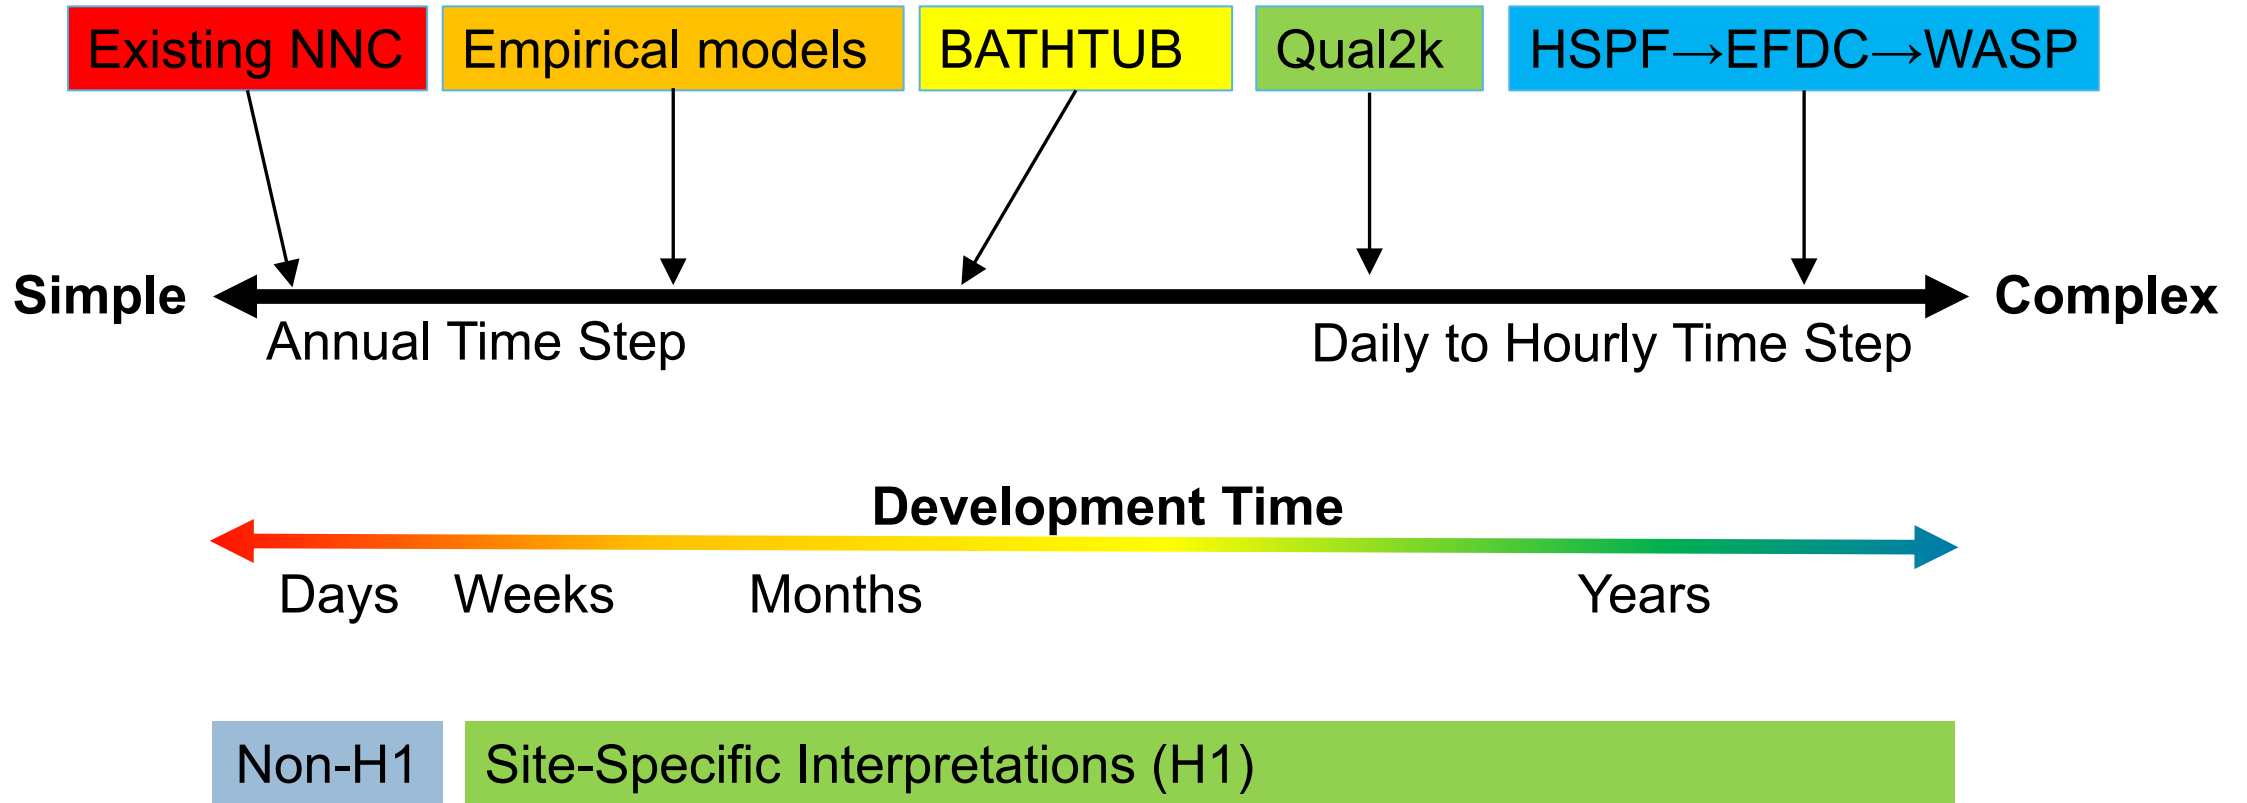 Existing NNC
Empirical models
BATHTUB
Qual2k
HSPF→EFDC→WASP
Simple
Complex
Annual Time Step
Daily to Hourly Time Step
Development Time
Days
Weeks
Months
Years
Non-H1
Site-Specific Interpretations (H1)